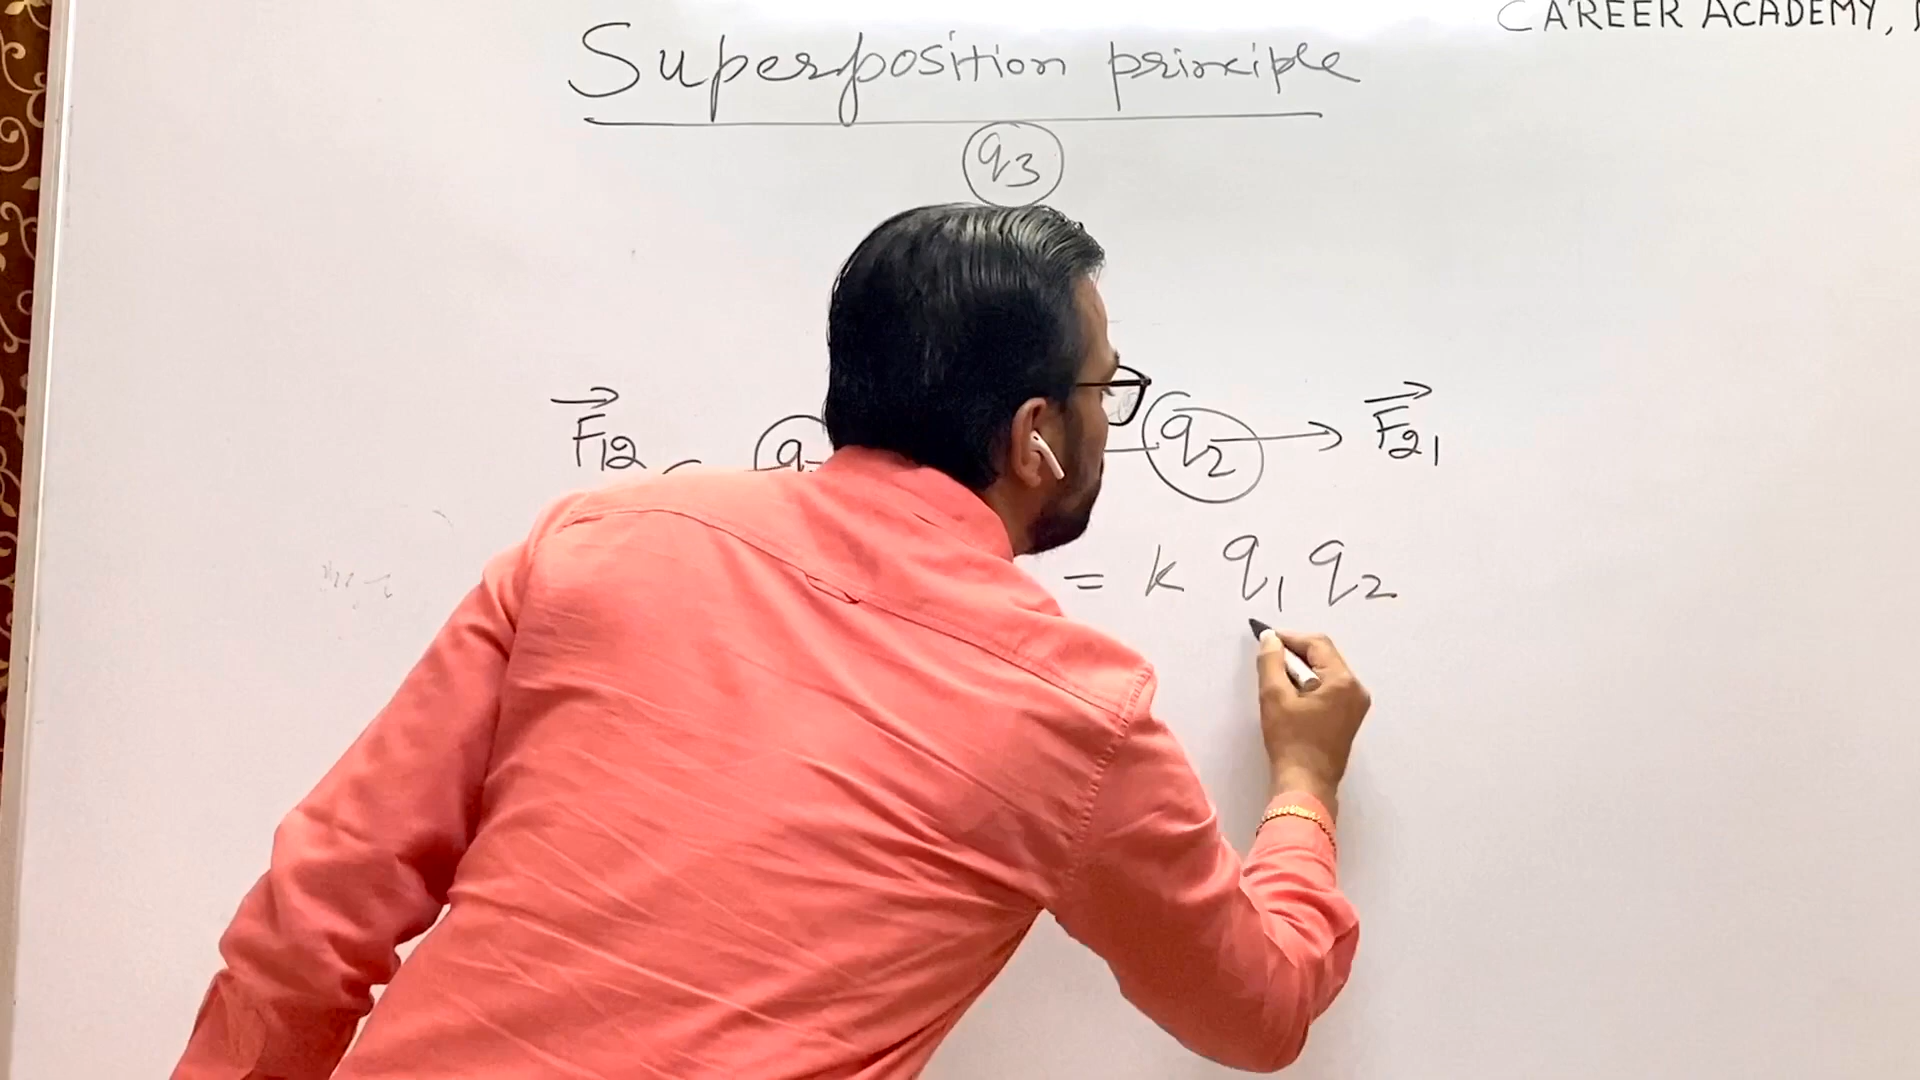 CAREER ACADEMY,
Superposition principle
q3
F12 q2 F21
= k q1 q2